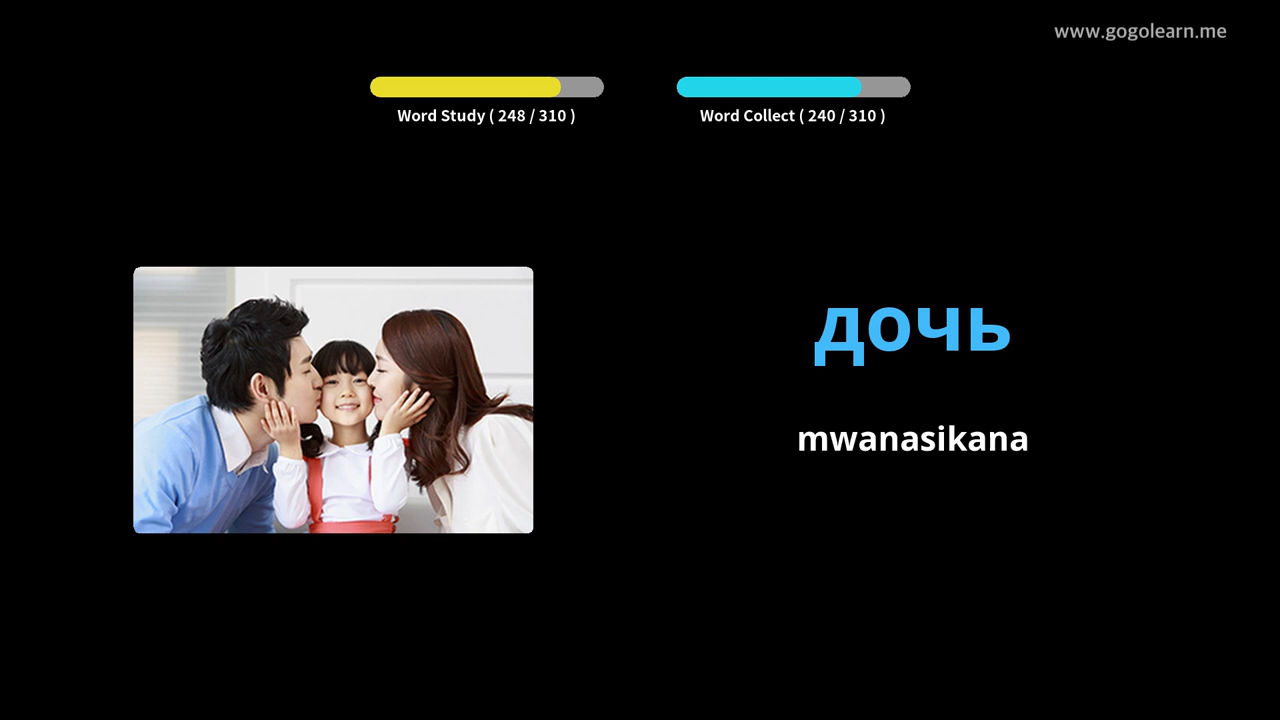 www.gogolearn.me
Word Study ( 248 / 310 )
Word Collect ( 240 / 310 )
дочь
mwanasikana